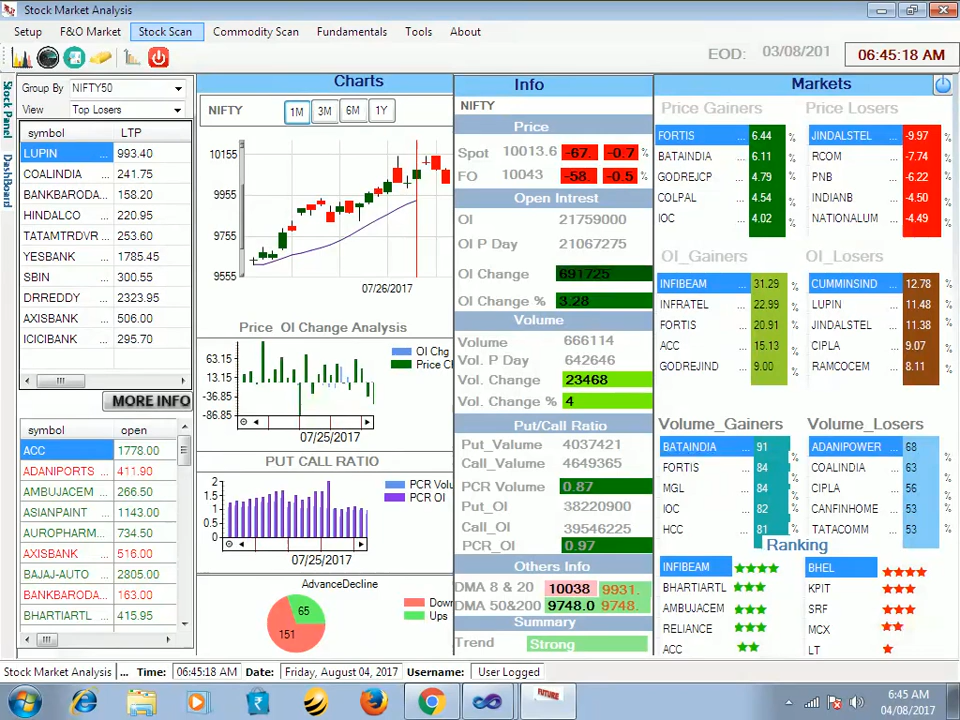 Stock Market Analysis
Setup F&O Market Stock Scan Commodity Scan Fundamentals Tools About
EOD: 03/08/201 06:45:18 AM
Stock Panel
DashBoard
Group By NIFTY50
View Top Losers
symbol LTP
LUPIN ... 993.40
COALINDIA ... 241.75
BANKBARODA... 158.20
HINDALCO ... 220.95
TATAMTRDVR ... 253.60
YESBANK ... 1785.45
SBIN ... 300.55
DRREDDY ... 2323.95
AXISBANK ... 506.00
ICICIBANK ... 295.70
MORE INFO
symbol open
ACC ... 1778.00
ADANIPORTS ... 411.90
AMBUJACEM ... 266.50
ASIANPAINT ... 1143.00
AUROPHARM... 734.50
AXISBANK ... 516.00
BAJAJ-AUTO ... 2805.00
BANKBARODA... 163.00
BHARTIARTL ... 415.95
Charts
NIFTY 1M 3M 6M 1Y
10155
9955
9755
9555
07/26/2017
Price OI Change Analysis
63.15
13.15
-36.85
-86.85
OI Chg
Price C
07/25/2017
PUT CALL RATIO
2
1.5
1
0.5
0
PCR Volu
PCR OI
07/25/2017
AdvanceDecline
65
151
Down
Ups
Info
NIFTY
Price
Spot 10013.6 -67. -0.7 %
FO 10043 -58. -0.5 %
Open Intrest
OI 21759000
OI P Day 21067275
OI Change 691725
OI Change % 3.28
Volume
Volume 666114
Vol. P Day 642646
Vol. Change 23468
Vol. Change % 4
Put/Call Ratio
Put_Valume 4037421
Call_Valume 4649365
PCR Volume 0.87
Put_OI 38220900
Call_OI 39546225
PCR_OI 0.97
Others Info
DMA 8 & 20 10038 9931.
DMA 50&200 9748.0 9748.
Summary
Trend Strong
Markets
Price Gainers
FORTIS ... 6.44 %
BATAINDIA ... 6.11 %
GODREJCP ... 4.79 %
COLPAL ... 4.54 %
IOC ... 4.02 %
Price Losers
JINDALSTEL ... -9.97 %
RCOM ... -7.74 %
PNB ... -6.22 %
INDIANB ... -4.50 %
NATIONALUM ... -4.49 %
OI_Gainers
INFIBEAM ... 31.29 %
INFRATEL ... 22.99 %
FORTIS ... 20.91 %
ACC ... 15.13 %
GODREJIND ... 9.00 %
OI_Losers
CUMMINSIND ... 12.78 %
LUPIN ... 11.48 %
JINDALSTEL ... 11.38 %
CIPLA ... 9.07 %
RAMCOCEM ... 8.11 %
Volume_Gainers
BATAINDIA ... 91 %
FORTIS ... 84 %
MGL ... 84 %
IOC ... 82 %
HCC ... 81 %
Volume_Losers
ADANIPOWER ... 68 %
COALINDIA ... 63 %
CIPLA ... 56 %
CANFINHOME ... 53 %
TATACOMM ... 53 %
Ranking
INFIBEAM
BHARTIARTL
AMBUJACEM
RELIANCE
ACC
BHEL
KPIT
SRF
MCX
LT
Stock Market Analysis ... Time: 06:45:18 AM Date: Friday, August 04, 2017 Username: User Logged
FUTURE
6:45 AM
04/08/2017